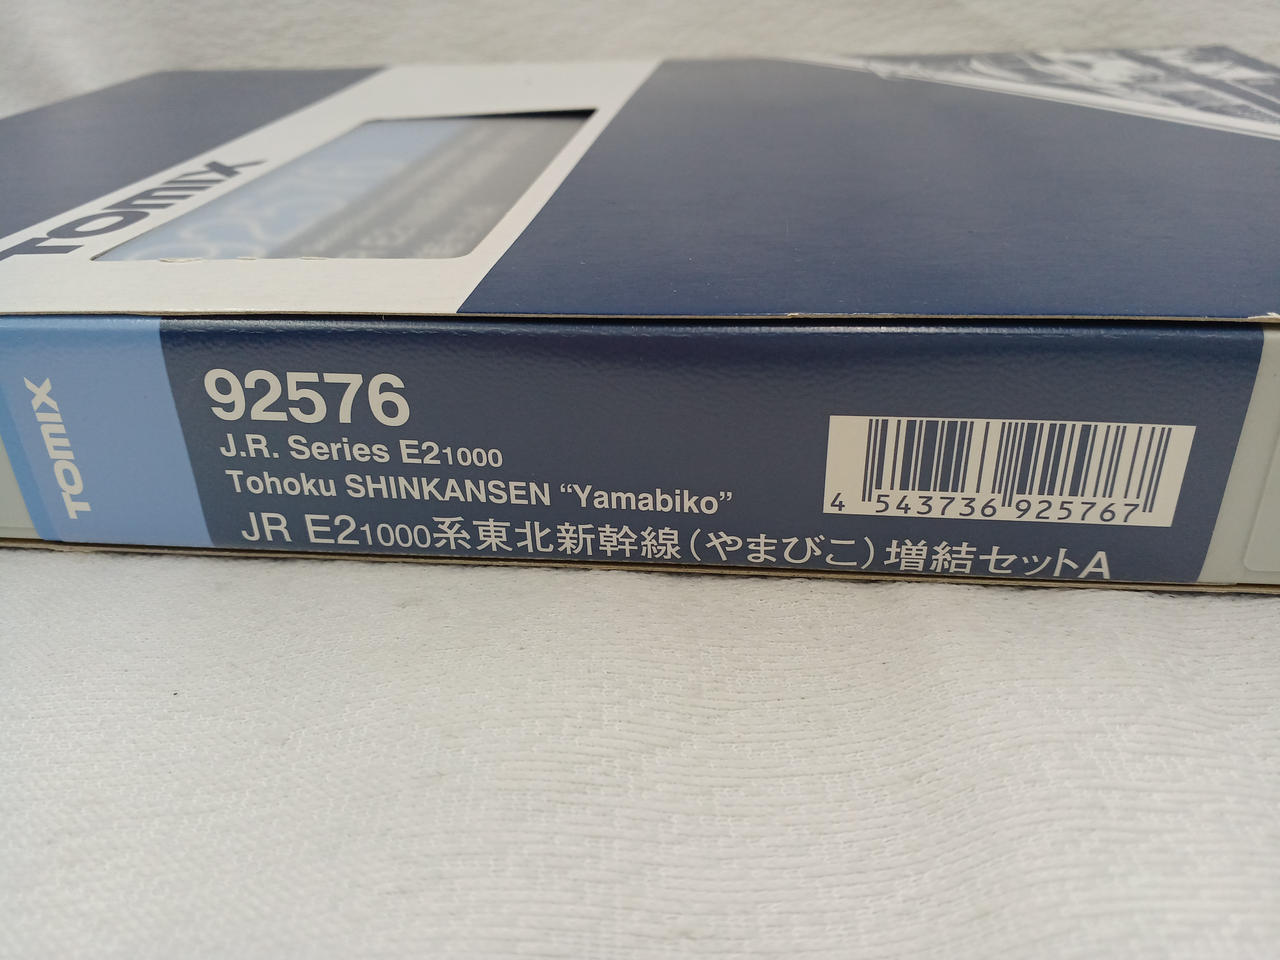 TOMIX
92576
TOMIX
92576
J.R. Series E21000
Tohoku SHINKANSEN “Yamabiko”
JR E21000系東北新幹線（やまびこ）増結セットA
4 543736 925767